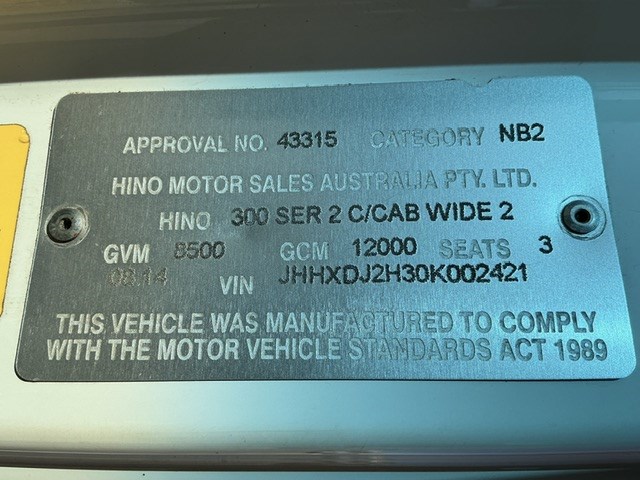 APPROVAL NO. 43315 CATEGORY NB2
HINO MOTOR SALES AUSTRALIA PTY. LTD.
HINO 300 SER 2 C/CAB WIDE 2
GVM 8500 GCM 12000 SEATS 3
08.14 VIN JHHXDJ2H30K002421
THIS VEHICLE WAS MANUFACTURED TO COMPLY
WITH THE MOTOR VEHICLE STANDARDS ACT 1989